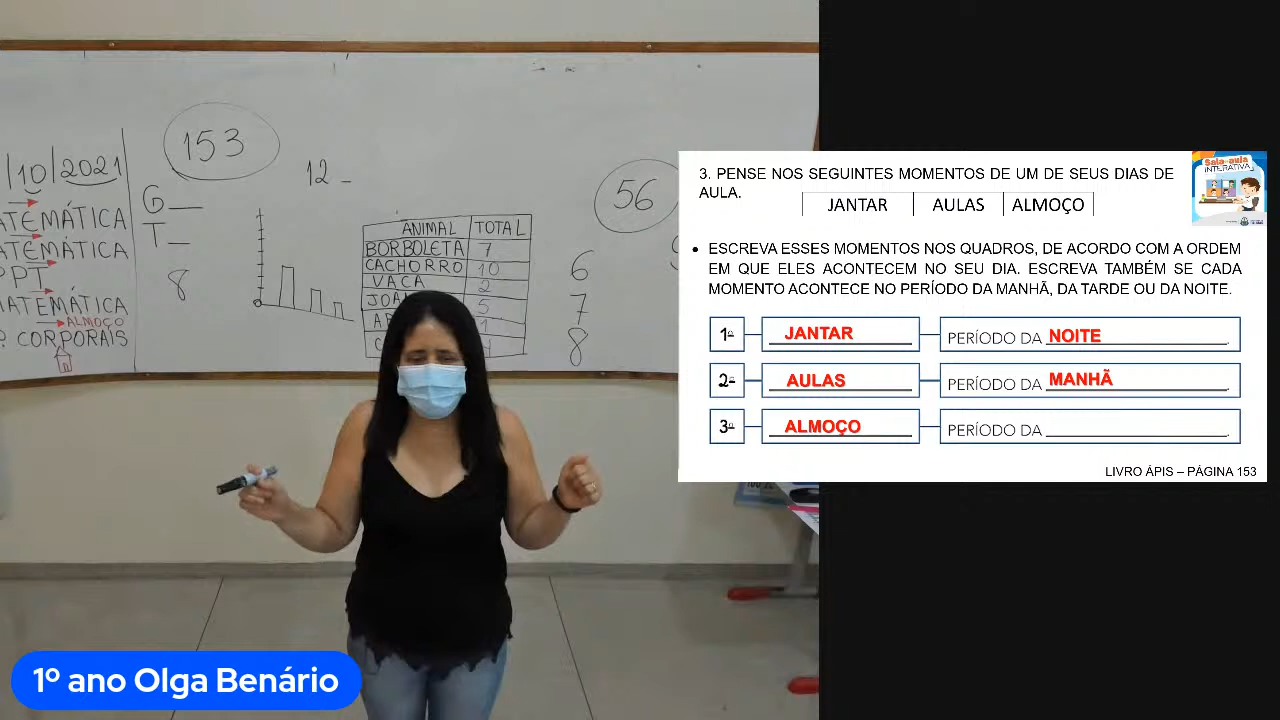 /10/2021
ATEMÁTICA
ATEMÁTICA
PPT
MATEMÁTICA
ALMOÇO
P. CORPORAIS
G
T
8
153
12
ANIMAL TOTAL
BORBOLETA 7
CACHORRO 10
VACA 2
5
1
6
7
8
56
3. PENSE NOS SEGUINTES MOMENTOS DE UM DE SEUS DIAS DE
AULA.
JANTAR AULAS ALMOÇO
Sala de aula
INTERATIVA
• ESCREVA ESSES MOMENTOS NOS QUADROS, DE ACORDO COM A ORDEM
EM QUE ELES ACONTECEM NO SEU DIA. ESCREVA TAMBÉM SE CADA
MOMENTO ACONTECE NO PERÍODO DA MANHÃ, DA TARDE OU DA NOITE.
1º JANTAR PERÍODO DA NOITE.
2º AULAS PERÍODO DA MANHÃ.
3º ALMOÇO PERÍODO DA .
LIVRO ÁPIS – PÁGINA 153
1º ano Olga Benário